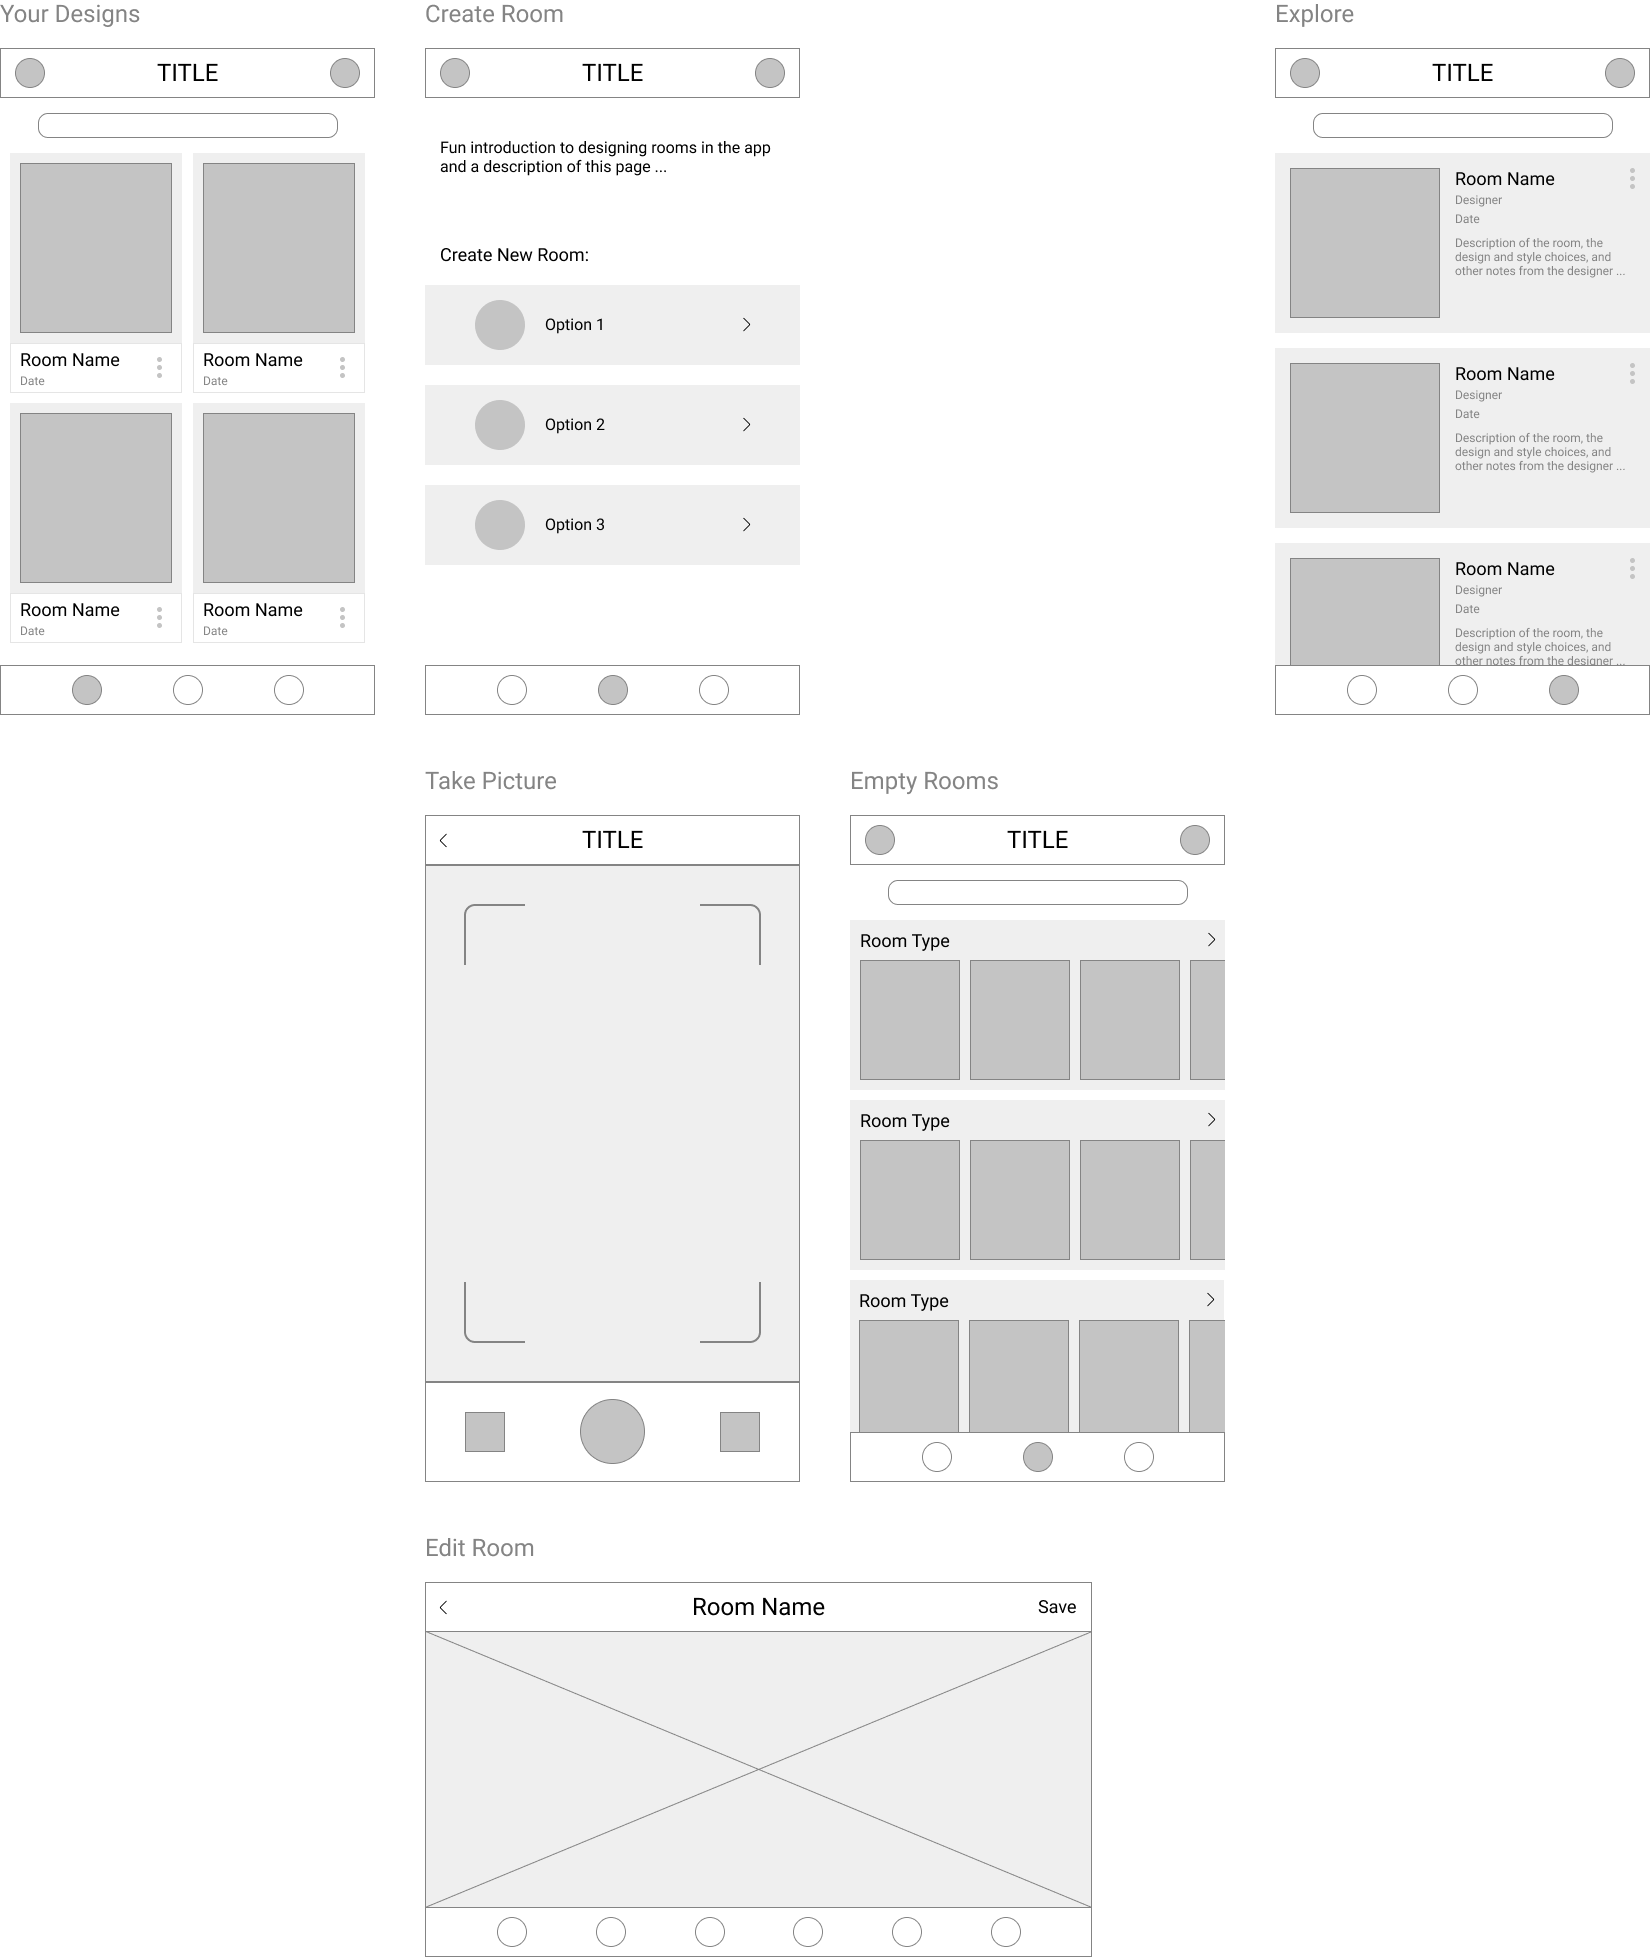 Your Designs
TITLE
Room Name
Date
Room Name
Date
Room Name
Date
Room Name
Date
Create Room
TITLE
Fun introduction to designing rooms in the app
and a description of this page ...
Create New Room:
Option 1
Option 2
Option 3
Explore
TITLE
Room Name
Designer
Date
Description of the room, the
design and style choices, and
other notes from the designer ...
Room Name
Designer
Date
Description of the room, the
design and style choices, and
other notes from the designer ...
Room Name
Designer
Date
Description of the room, the
design and style choices, and
other notes from the designer ...
Take Picture
TITLE
Empty Rooms
TITLE
Room Type
Room Type
Room Type
Edit Room
Room Name
Save